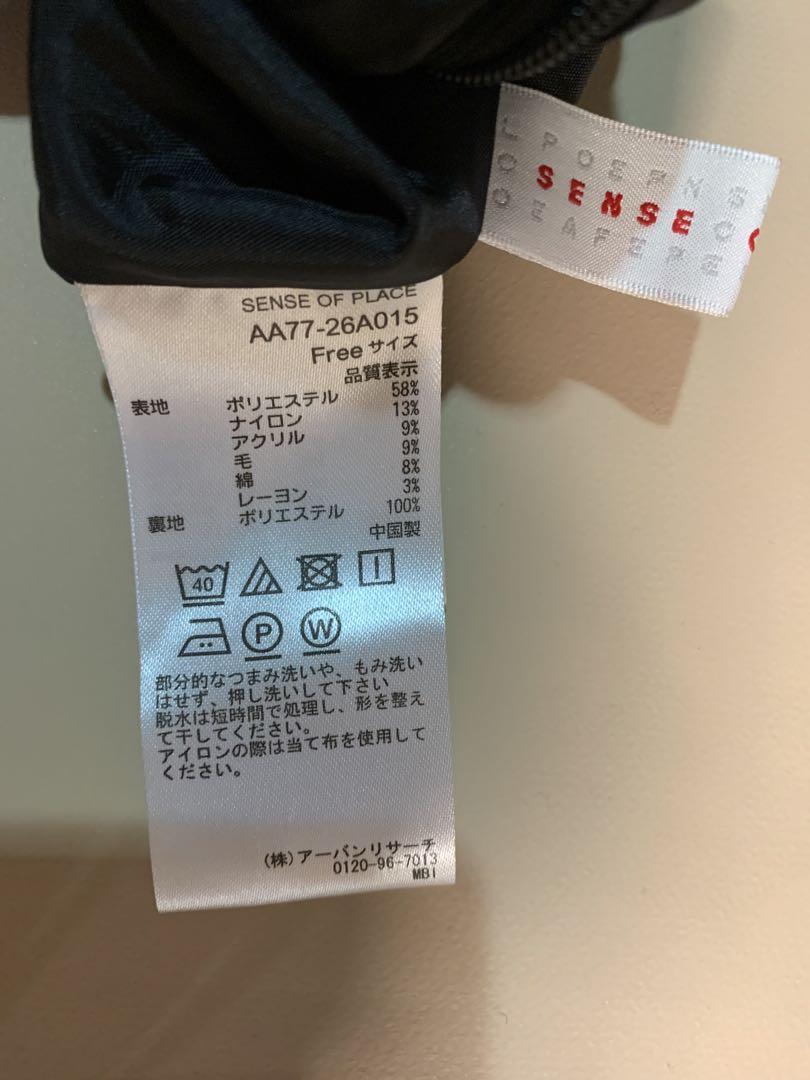 L P O E F N S
O SENSE O
O E A F E P E
SENSE OF PLACE
AA77-26A015
Free サイズ
品質表示
表地 ポリエステル 58%
ナイロン 13%
アクリル 9%
毛 9%
綿 8%
レーヨン 3%
裏地 ポリエステル 100%
中国製
40
P W
部分的なつまみ洗いや、もみ洗い
はせず、押し洗いして下さい
脱水は短時間で処理し、形を整え
て干してください。
アイロンの際は当て布を使用して
ください。
(株)アーバンリサーチ
0120-96-7013
MBI